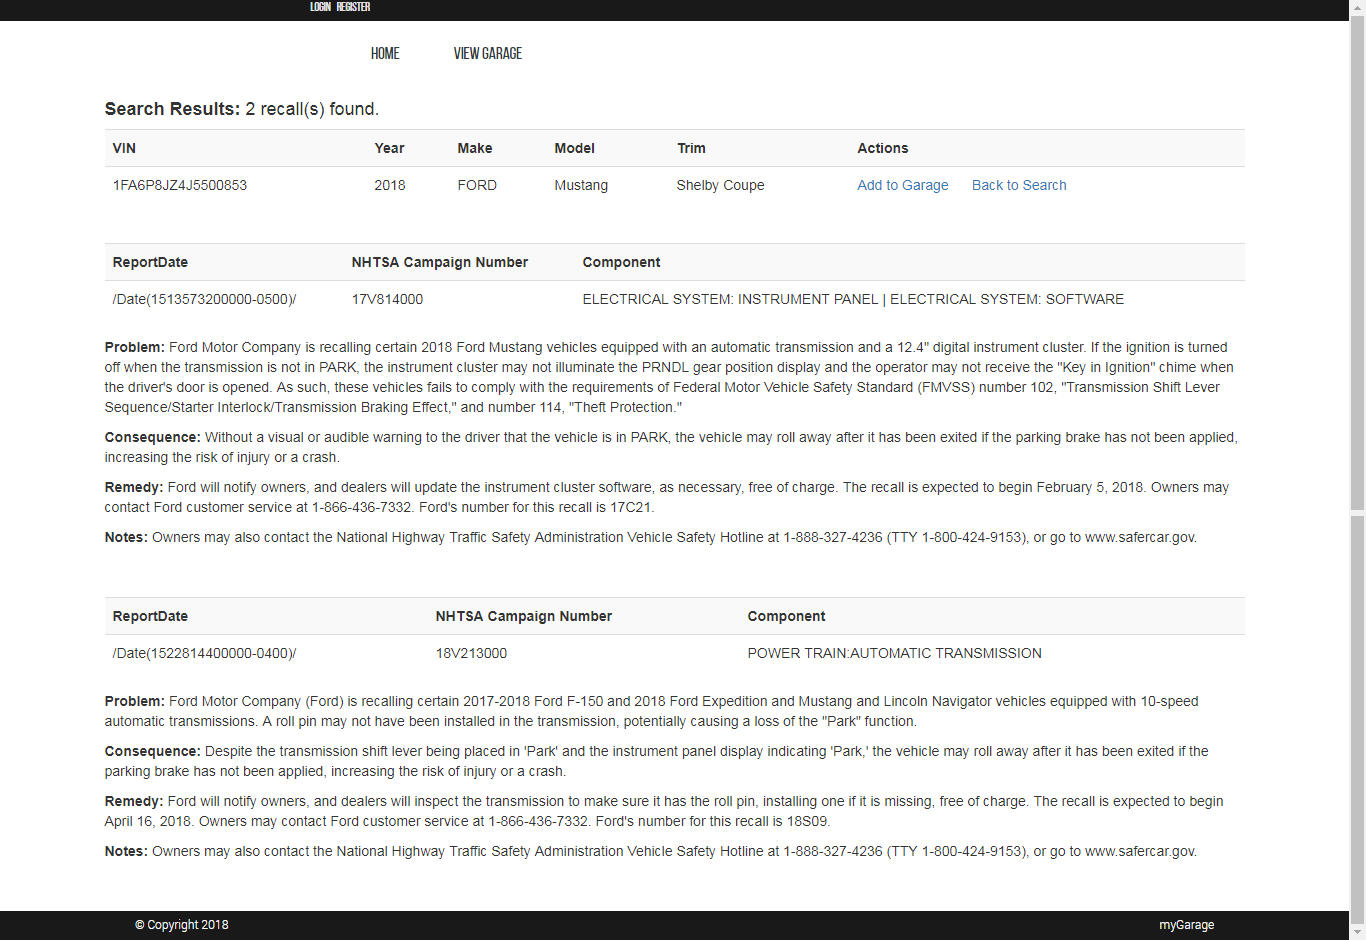 LOGIN REGISTER
HOME VIEW GARAGE
Search Results: 2 recall(s) found.
VIN Year Make Model Trim Actions
1FA6P8JZ4J5500853 2018 FORD Mustang Shelby Coupe Add to Garage Back to Search
ReportDate NHTSA Campaign Number Component
/Date(1513573200000-0500)/ 17V814000 ELECTRICAL SYSTEM: INSTRUMENT PANEL | ELECTRICAL SYSTEM: SOFTWARE
Problem: Ford Motor Company is recalling certain 2018 Ford Mustang vehicles equipped with an automatic transmission and a 12.4" digital instrument cluster. If the ignition is turned
off when the transmission is not in PARK, the instrument cluster may not illuminate the PRNDL gear position display and the operator may not receive the "Key in Ignition" chime when
the driver's door is opened. As such, these vehicles fails to comply with the requirements of Federal Motor Vehicle Safety Standard (FMVSS) number 102, "Transmission Shift Lever
Sequence/Starter Interlock/Transmission Braking Effect," and number 114, "Theft Protection."
Consequence: Without a visual or audible warning to the driver that the vehicle is in PARK, the vehicle may roll away after it has been exited if the parking brake has not been applied,
increasing the risk of injury or a crash.
Remedy: Ford will notify owners, and dealers will update the instrument cluster software, as necessary, free of charge. The recall is expected to begin February 5, 2018. Owners may
contact Ford customer service at 1-866-436-7332. Ford's number for this recall is 17C21.
Notes: Owners may also contact the National Highway Traffic Safety Administration Vehicle Safety Hotline at 1-888-327-4236 (TTY 1-800-424-9153), or go to www.safercar.gov.
ReportDate NHTSA Campaign Number Component
/Date(1522814400000-0400)/ 18V213000 POWER TRAIN:AUTOMATIC TRANSMISSION
Problem: Ford Motor Company (Ford) is recalling certain 2017-2018 Ford F-150 and 2018 Ford Expedition and Mustang and Lincoln Navigator vehicles equipped with 10-speed
automatic transmissions. A roll pin may not have been installed in the transmission, potentially causing a loss of the "Park" function.
Consequence: Despite the transmission shift lever being placed in 'Park' and the instrument panel display indicating 'Park,' the vehicle may roll away after it has been exited if the
parking brake has not been applied, increasing the risk of injury or a crash.
Remedy: Ford will notify owners, and dealers will inspect the transmission to make sure it has the roll pin, installing one if it is missing, free of charge. The recall is expected to begin
April 16, 2018. Owners may contact Ford customer service at 1-866-436-7332. Ford's number for this recall is 18S09.
Notes: Owners may also contact the National Highway Traffic Safety Administration Vehicle Safety Hotline at 1-888-327-4236 (TTY 1-800-424-9153), or go to www.safercar.gov.
© Copyright 2018 myGarage